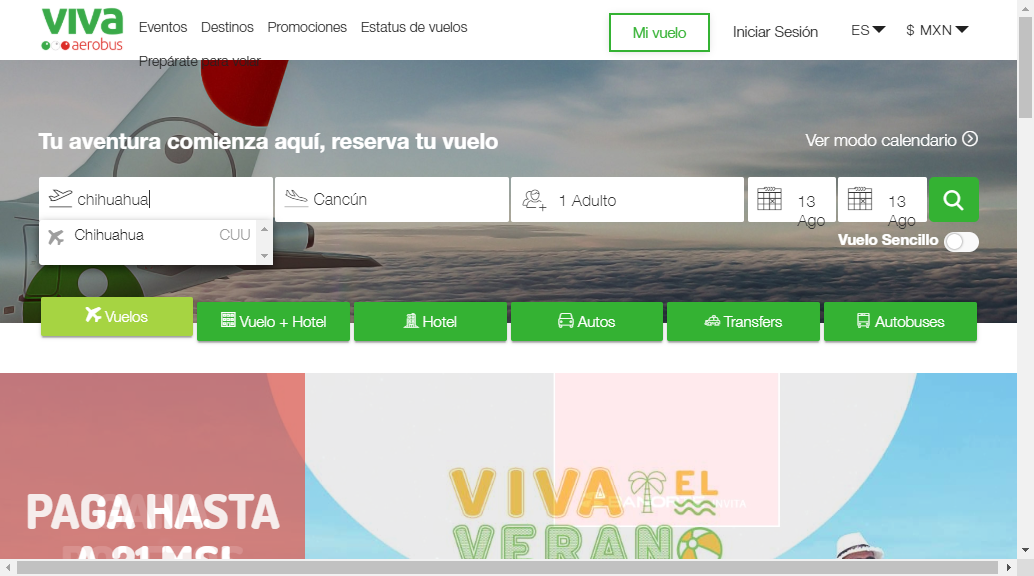 viva
aerobus
Eventos Destinos Promociones Estatus de vuelos
Prepárate para volar
Mi vuelo
Iniciar Sesión
ES
$ MXN
Tu aventura comienza aquí, reserva tu vuelo
Ver modo calendario
chihuahua
Cancún
1 Adulto
13 Ago
13 Ago
Chihuahua CUU
Vuelo Sencillo
Vuelos
Vuelo + Hotel
Hotel
Autos
Transfers
Autobuses
PAGA HASTA
A 21 MSI
VIVA EL
VERANO